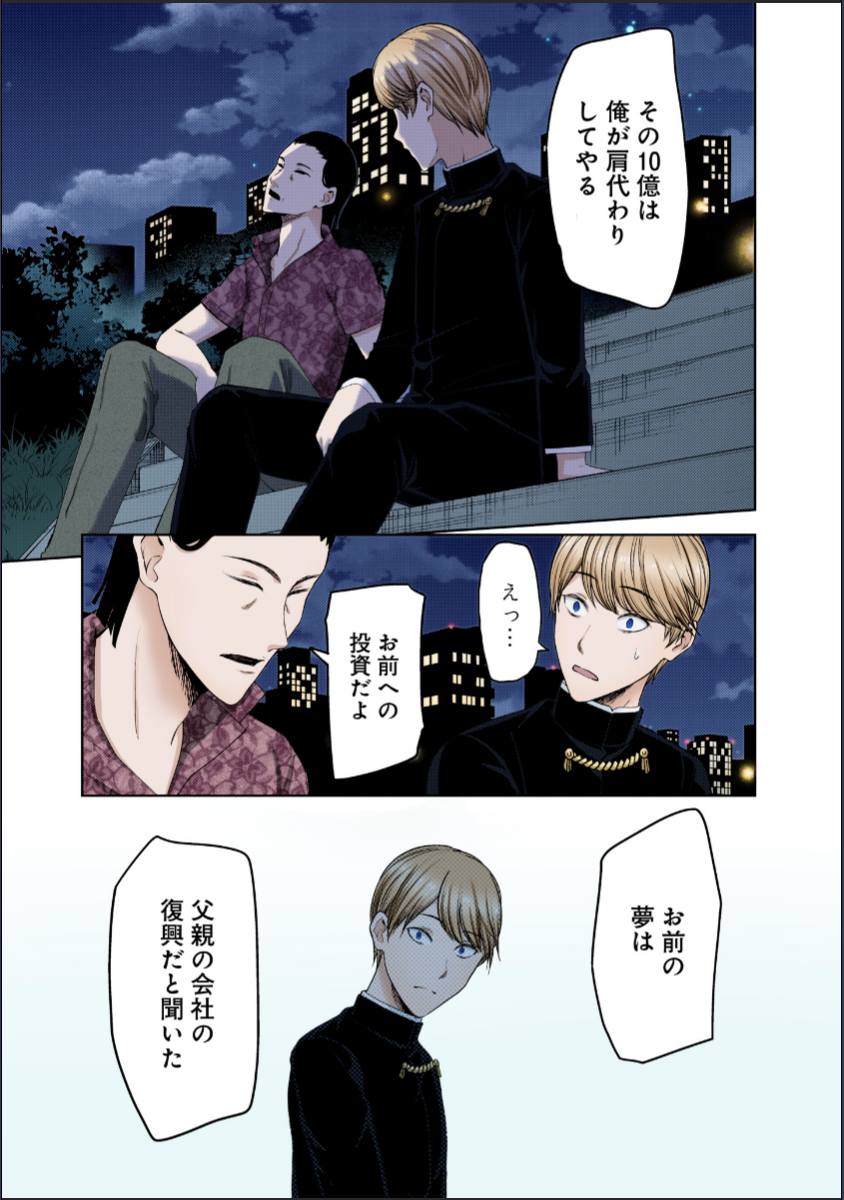 その10億は
俺が肩代わり
してやる
えっ…
お前への
投資だよ
お前の
夢は
父親の会社の
復興だと聞いた